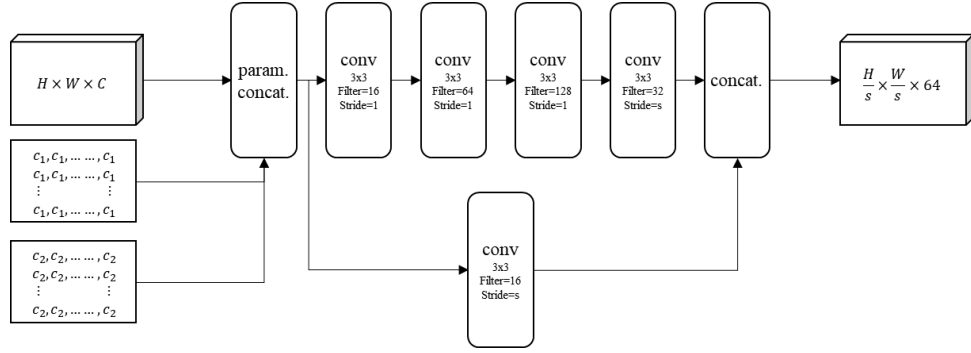 H × W × C
c₁, c₁, … … , c₁
c₁, c₁, … … , c₁
⋮ ⋮
c₁, c₁, … … , c₁
c₂, c₂, … … , c₂
c₂, c₂, … … , c₂
⋮ ⋮
c₂, c₂, … … , c₂
param.
concat.
conv
3x3
Filter=16
Stride=1
conv
3x3
Filter=64
Stride=1
conv
3x3
Filter=128
Stride=1
conv
3x3
Filter=32
Stride=s
concat.
H/s × W/s × 64
conv
3x3
Filter=16
Stride=s